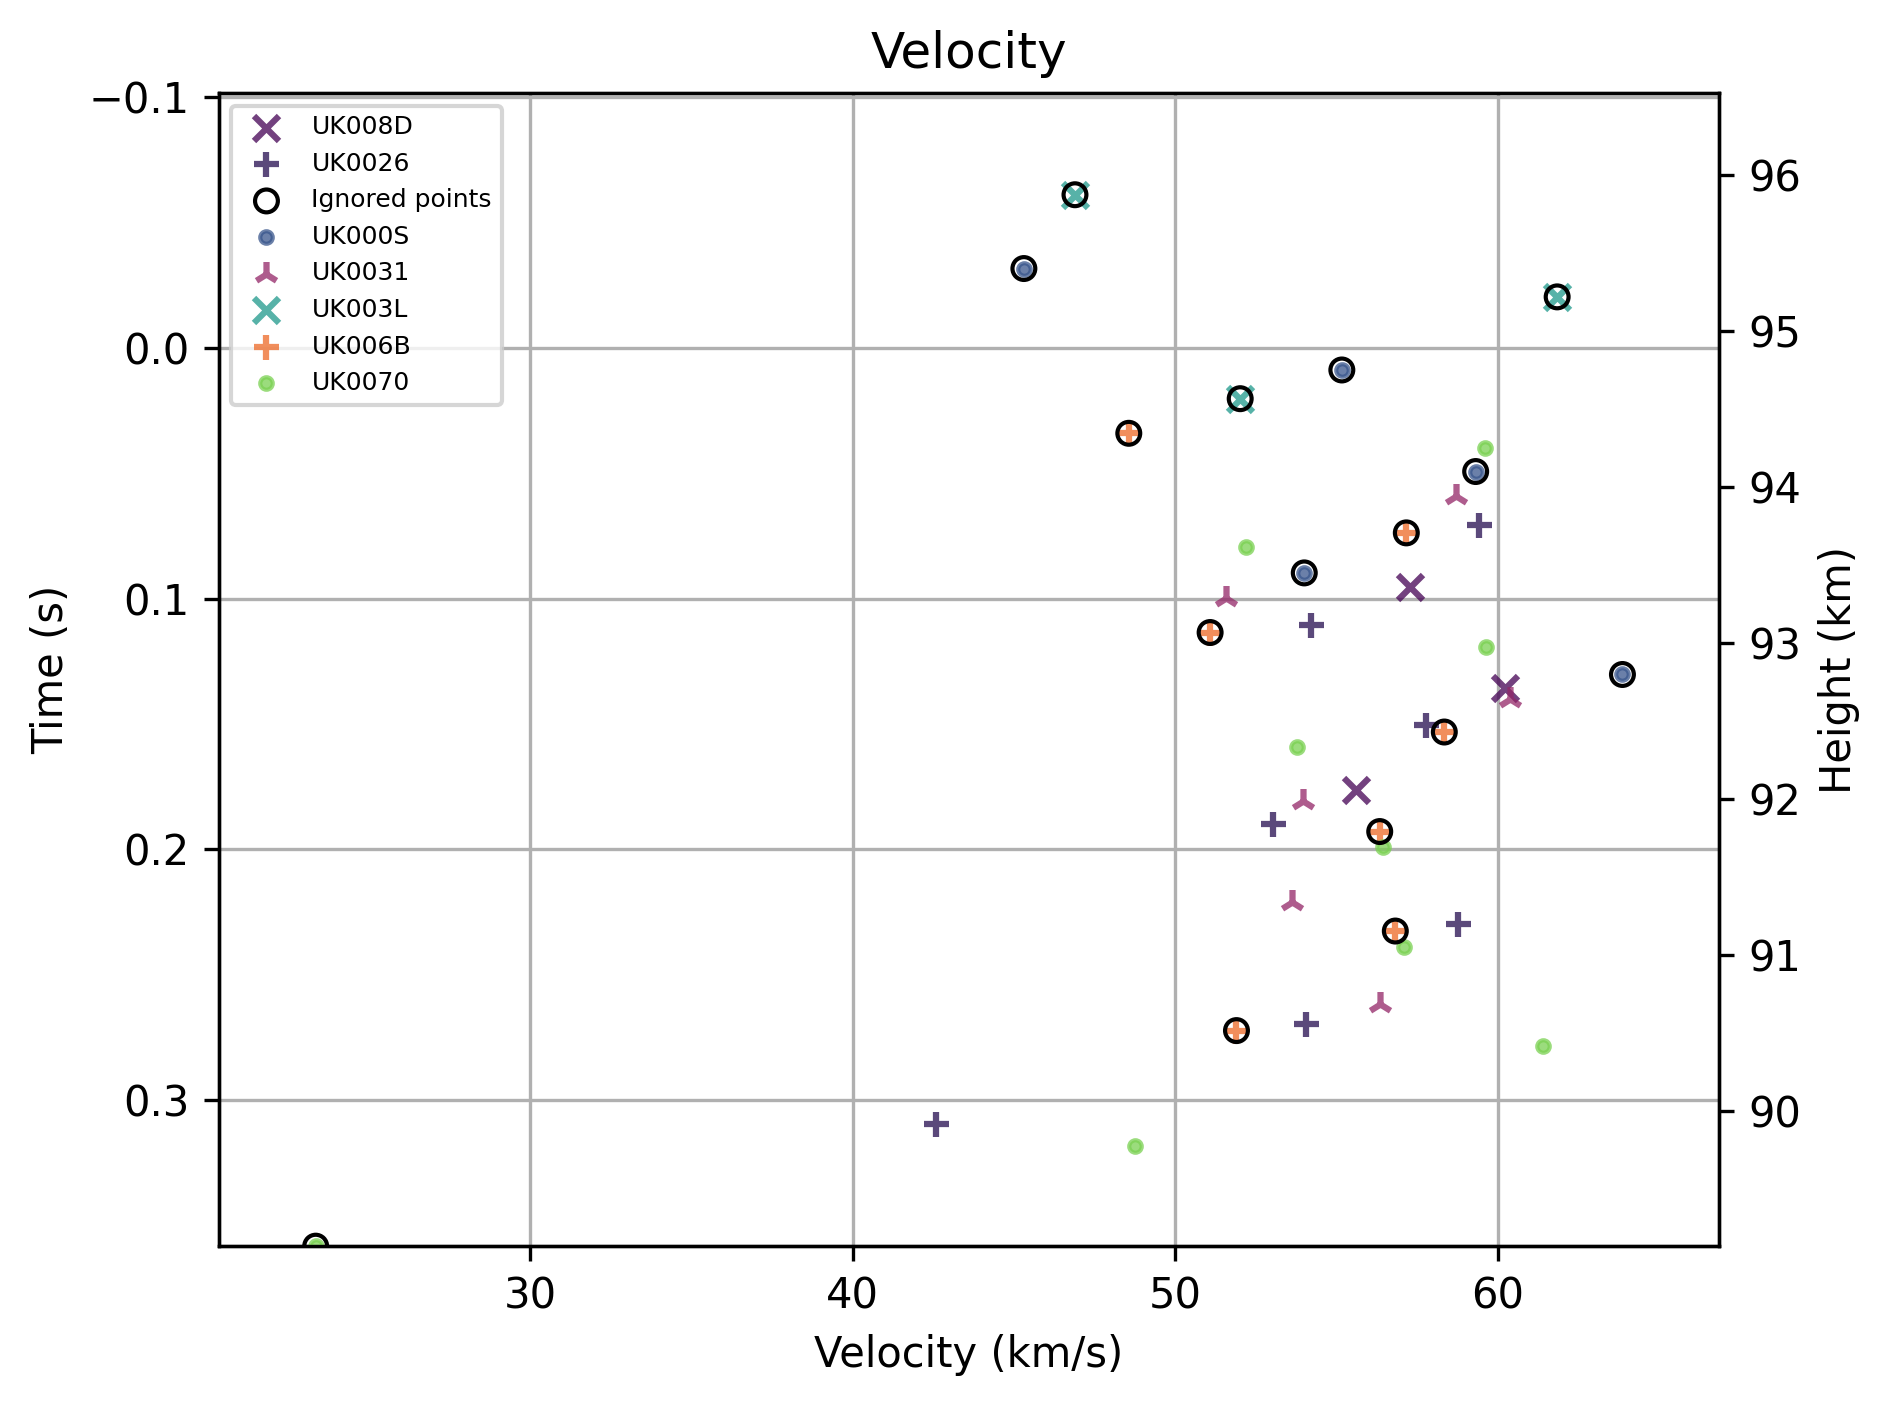 Velocity
UK008D
UK0026
Ignored points
UK000S
UK0031
UK003L
UK006B
UK0070
−0.1
0.0
0.1
0.2
0.3
Time (s)
96
95
94
93
92
91
90
Height (km)
30 40 50 60
Velocity (km/s)